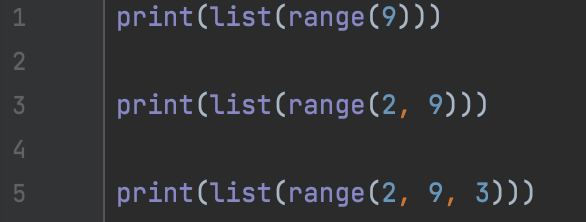 1 print(list(range(9)))
2
3 print(list(range(2, 9)))
4
5 print(list(range(2, 9, 3)))